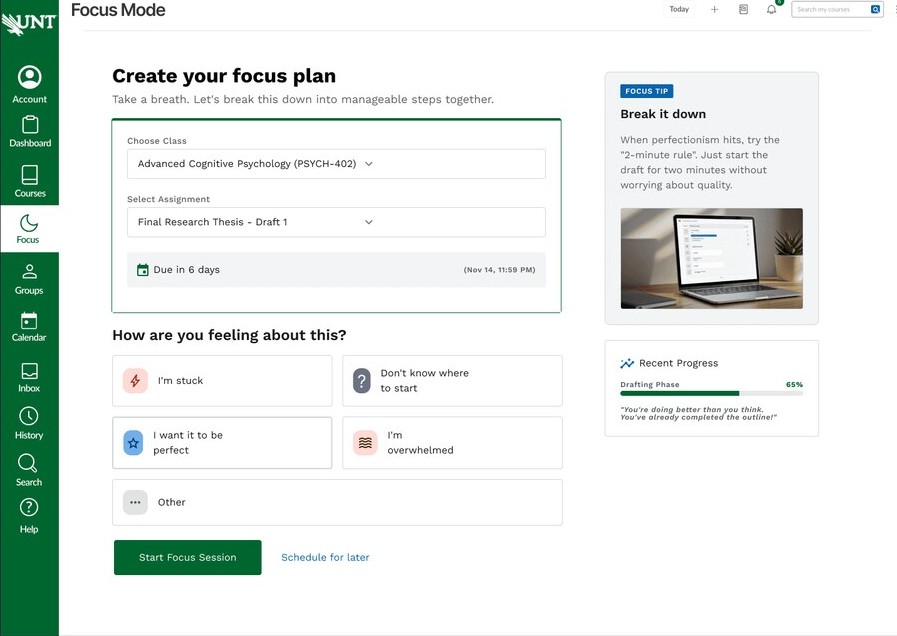 UNT
Focus Mode
Today
6
Search my courses
Account
Dashboard
Courses
Focus
Groups
Calendar
Inbox
History
Search
Help
Create your focus plan
Take a breath. Let's break this down into manageable steps together.
Choose Class
Advanced Cognitive Psychology (PSYCH-402)
Select Assignment
Final Research Thesis - Draft 1
Due in 6 days
(Nov 14, 11:59 PM)
How are you feeling about this?
I'm stuck
Don't know where
to start
I want it to be
perfect
I'm
overwhelmed
Other
Start Focus Session
Schedule for later
FOCUS TIP
Break it down
When perfectionism hits, try the
"2-minute rule". Just start the
draft for two minutes without
worrying about quality.
Recent Progress
Drafting Phase
65%
"You're doing better than you think.
You've already completed the outline!"